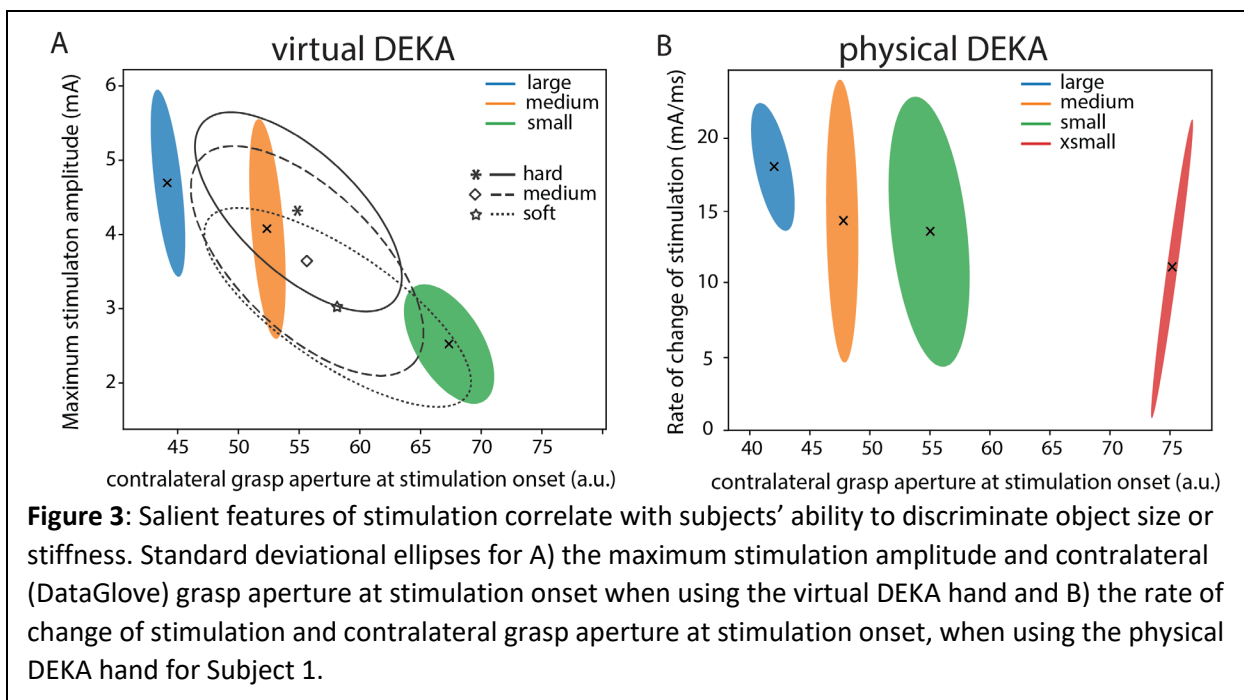 A
virtual DEKA
B
physical DEKA
Maximum stimulaton amplitude (mA)
6
5
4
3
2
large
medium
small
hard
medium
soft
45
50
55
60
65
70
75
contralateral grasp aperture at stimulation onset (a.u.)
Rate of change of stimulation (mA/ms)
20
15
10
5
0
large
medium
small
xsmall
40
45
50
55
60
65
70
75
contralateral grasp aperture at stimulation onset (a.u.)
Figure 3: Salient features of stimulation correlate with subjects’ ability to discriminate object size or
stiffness. Standard deviational ellipses for A) the maximum stimulation amplitude and contralateral
(DataGlove) grasp aperture at stimulation onset when using the virtual DEKA hand and B) the rate of
change of stimulation and contralateral grasp aperture at stimulation onset, when using the physical
DEKA hand for Subject 1.